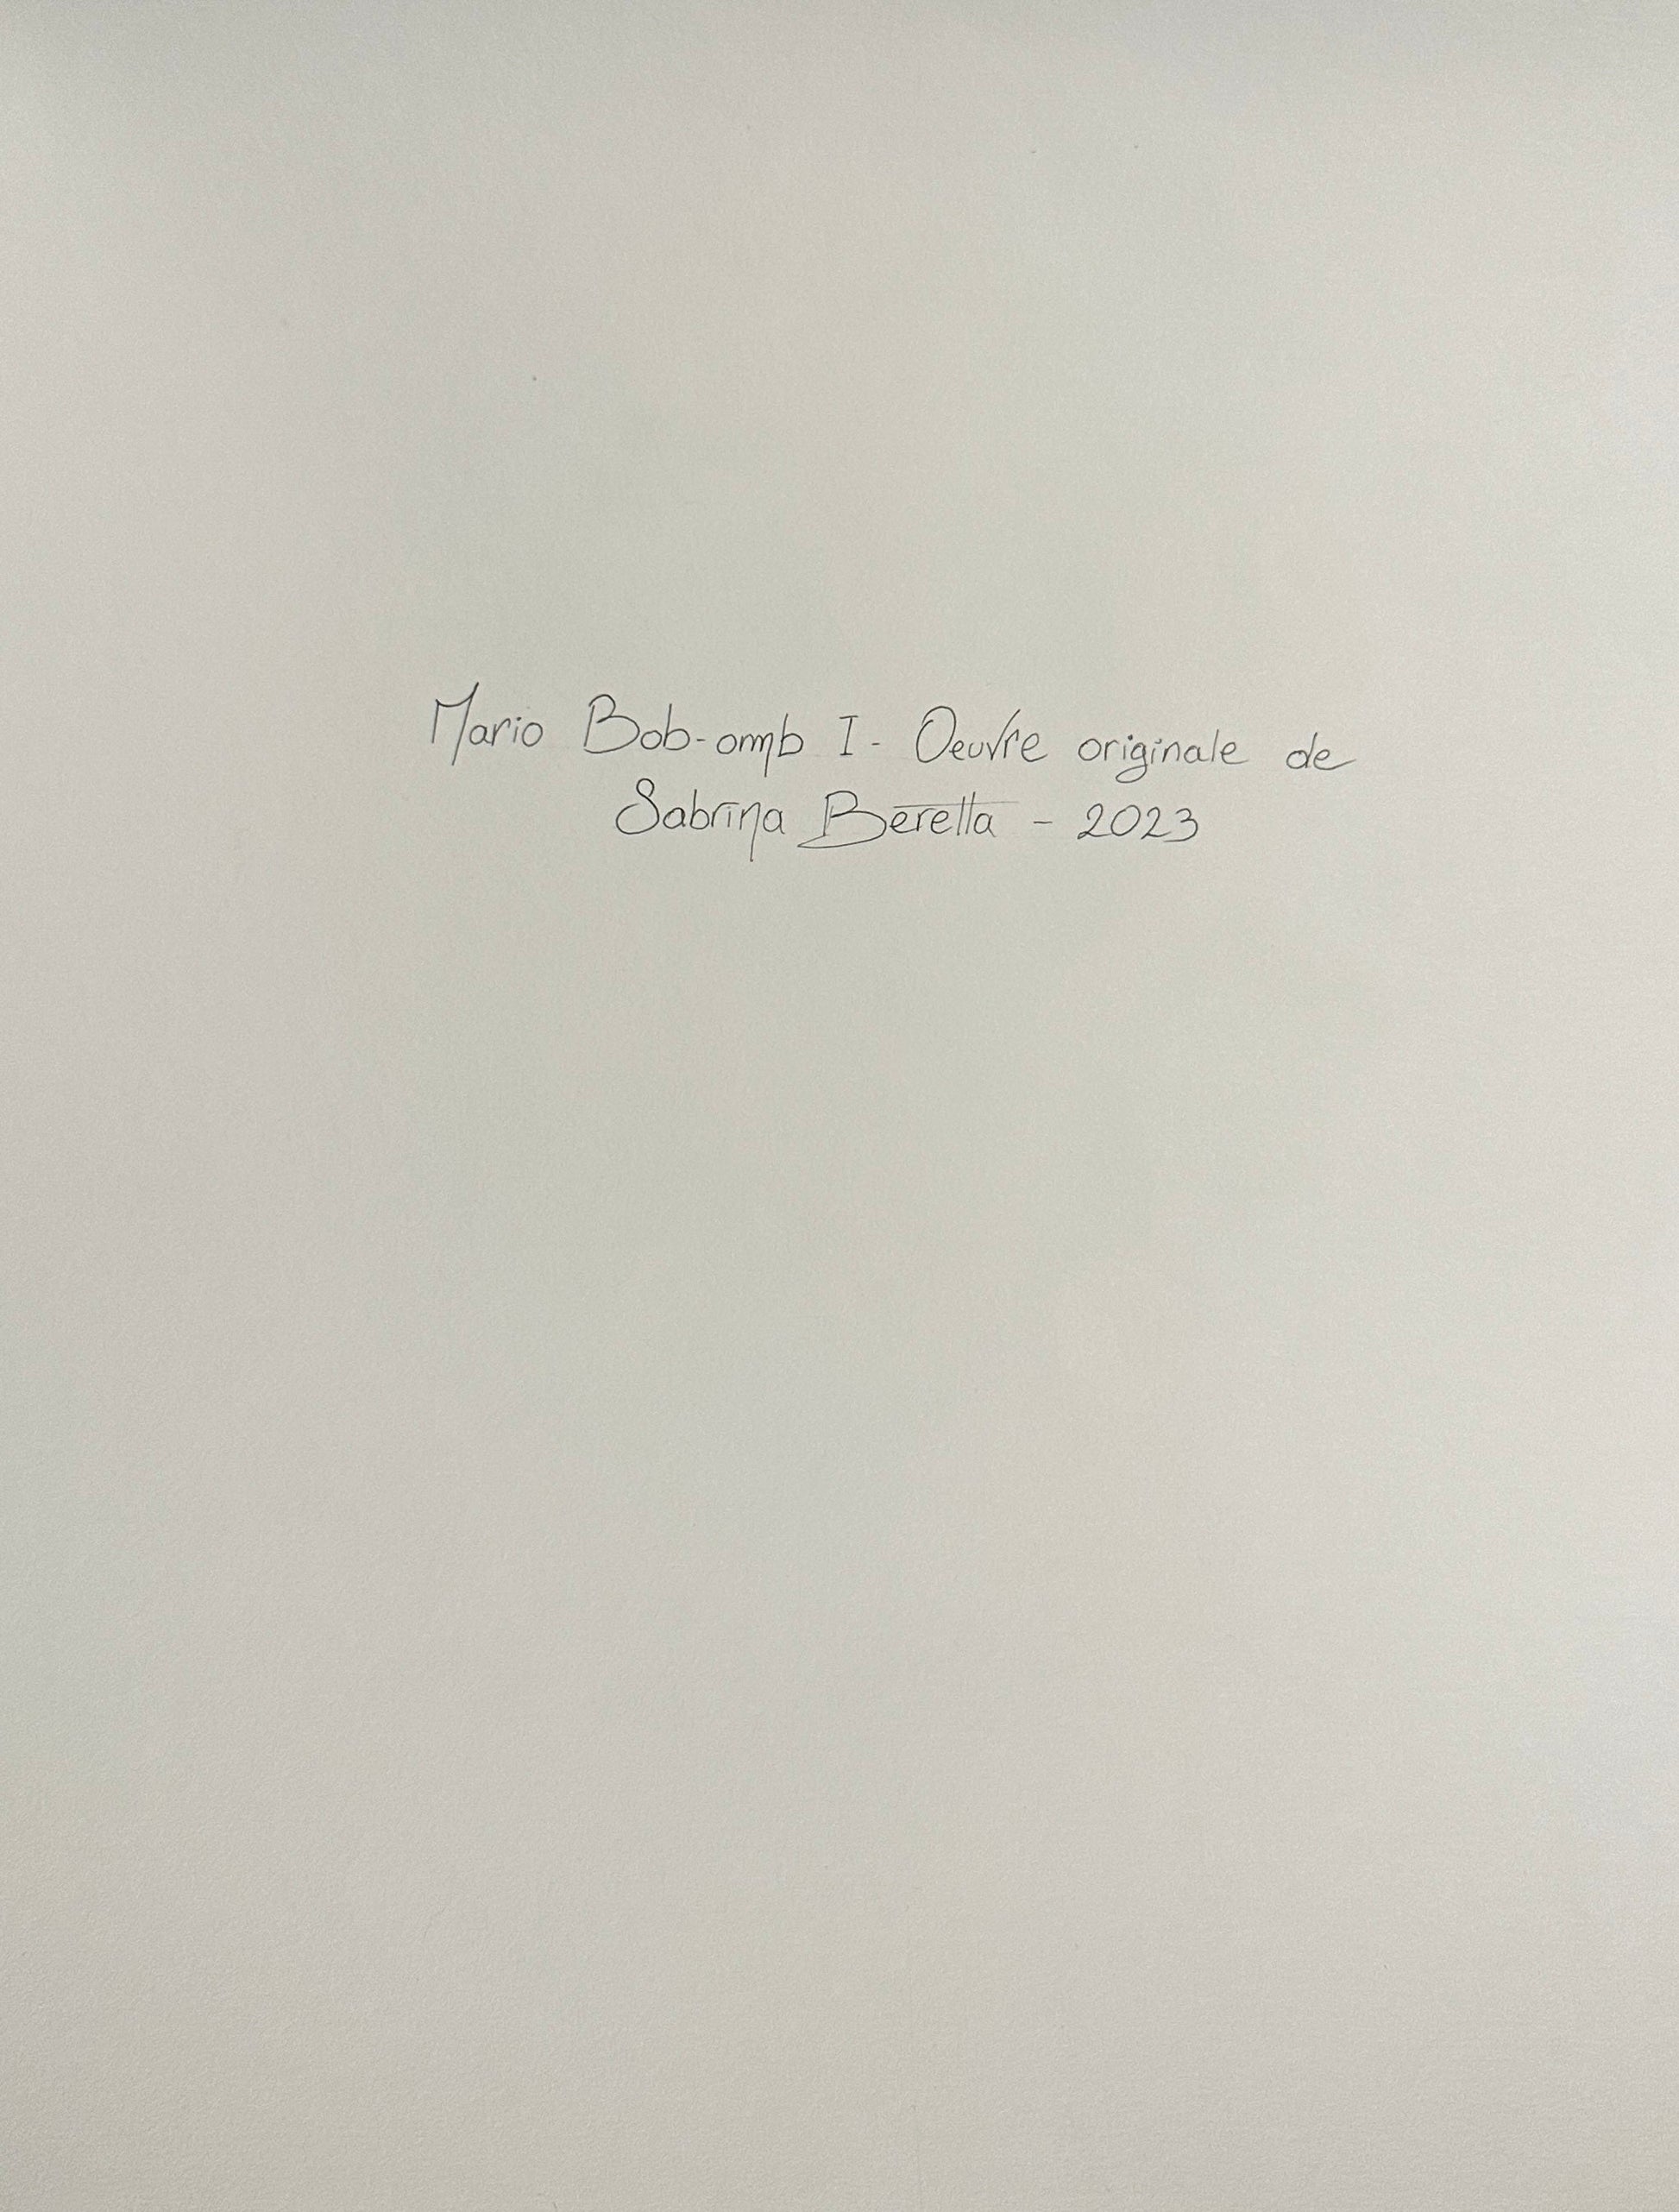 Mario Bob-omb I - Oeuvre originale de
Sabrina Beretta - 2023